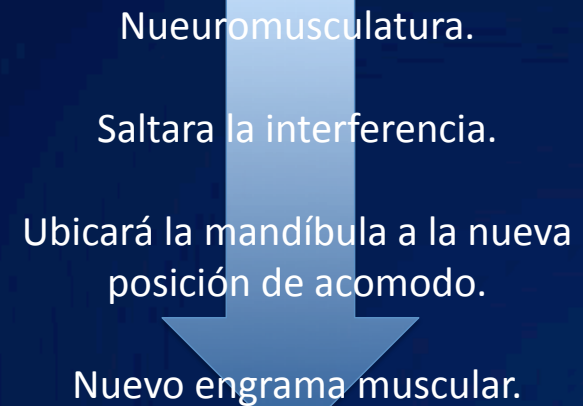 Nueuromusculatura.
Saltara la interferencia.
Ubicará la mandíbula a la nueva
posición de acomodo.
Nuevo engrama muscular.